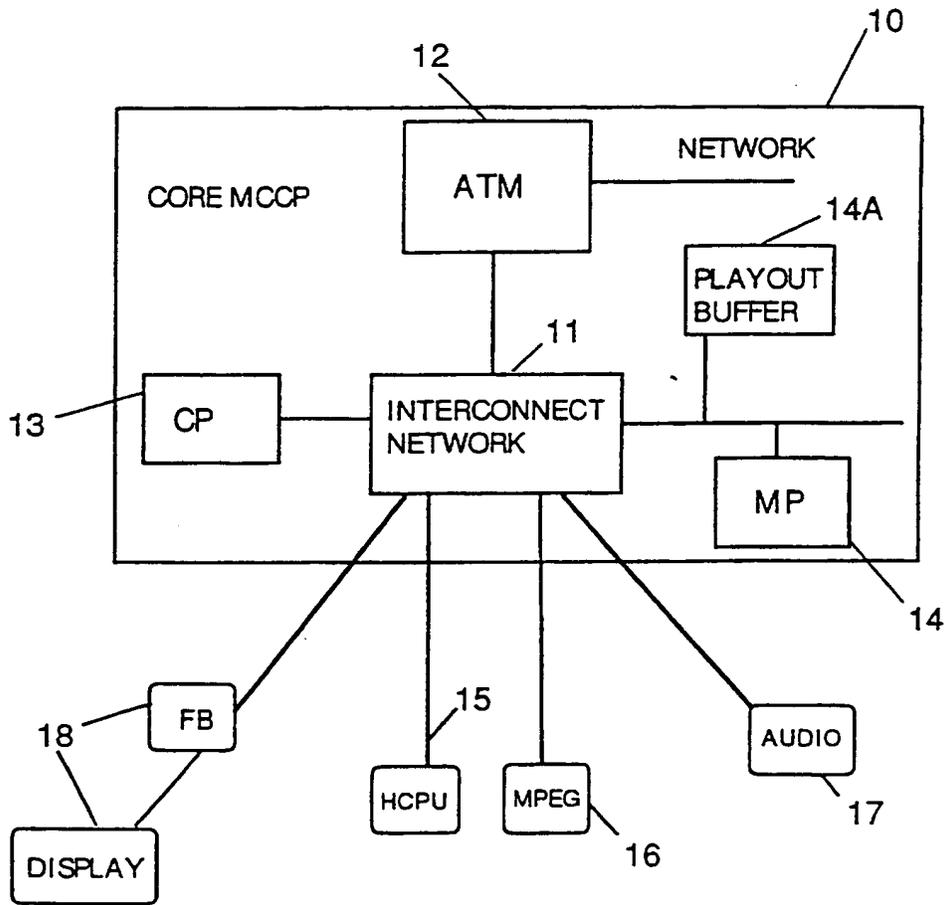 10
12
NETWORK
ATM
CORE MCCP
14A
PLAYOUT
BUFFER
11
INTERCONNECT
NETWORK
CP
13
MP
14
15
FB
18
AUDIO
HCPU
MPEG
17
16
DISPLAY